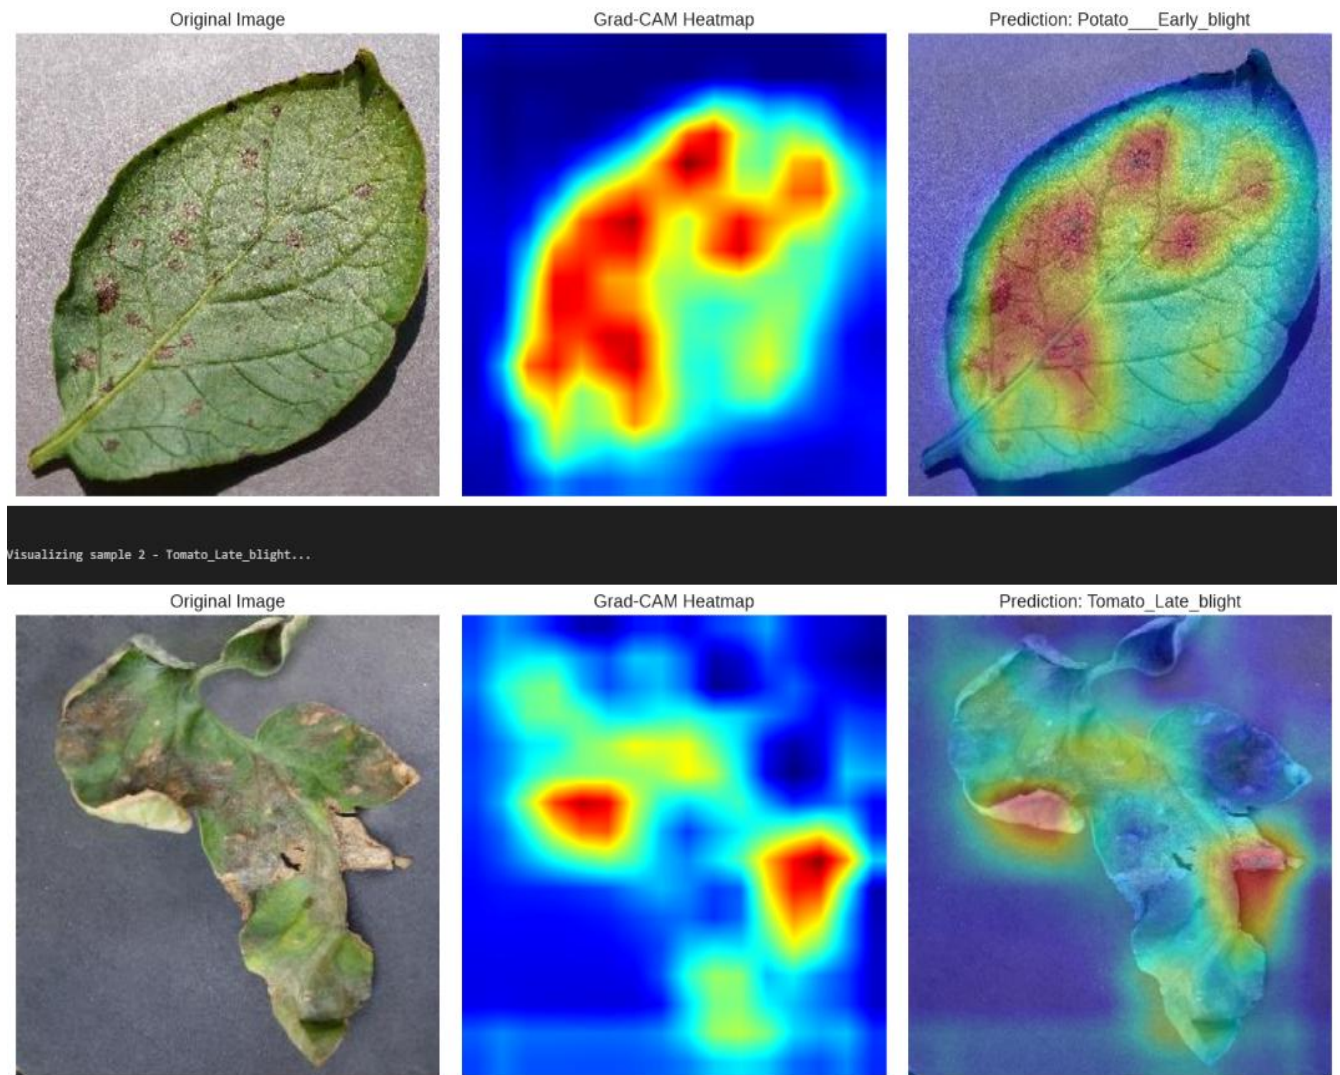 Original Image
Grad-CAM Heatmap
Prediction: Potato___Early_blight
Visualizing sample 2 - Tomato_Late_blight...
Original Image
Grad-CAM Heatmap
Prediction: Tomato_Late_blight